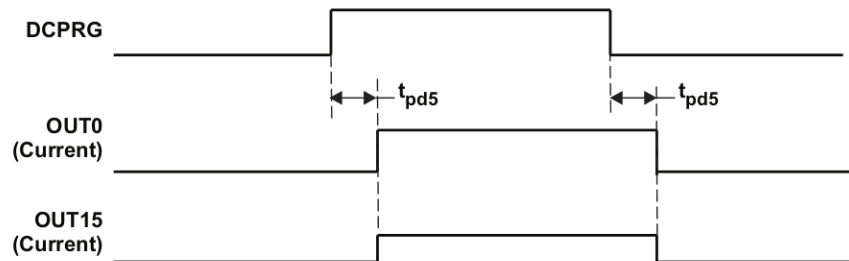 DCPRG
tpd5
tpd5
OUT0
(Current)
OUT15
(Current)